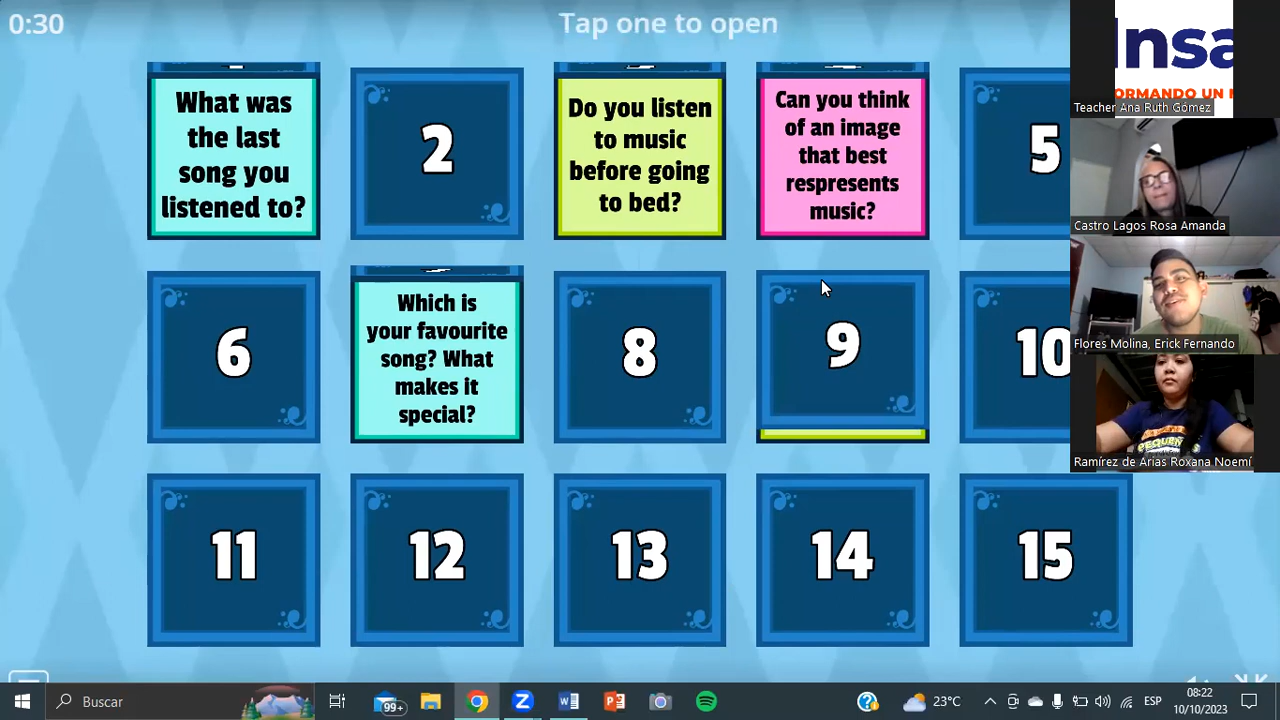 0:30
Tap one to open
What was
the last
song you
listened to?
2
Do you listen
to music
before going
to bed?
Can you think
of an image
that best
respresents
music?
5
6
Which is
your favourite
song? What
makes it
special?
8
9
10
11
12
13
14
15
Insa
ORMANDO UN
Teacher Ana Ruth Gómez
Castro Lagos Rosa Amanda
Flores Molina, Erick Fernando
Ramírez de Arias Roxana Noemí
Buscar
99+
23°C
ESP
08:22
10/10/2023